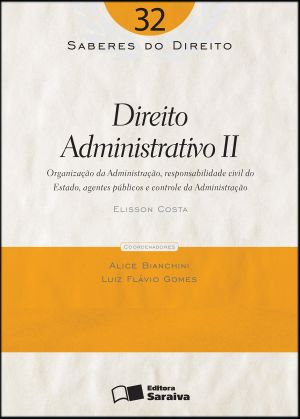 32
Saberes do Direito
Direito
Administrativo II
Organização da Administração, responsabilidade civil do
Estado, agentes públicos e controle da Administração
Elisson Costa
Coordenadores
Alice Bianchini
Luiz Flávio Gomes
Editora
Saraiva